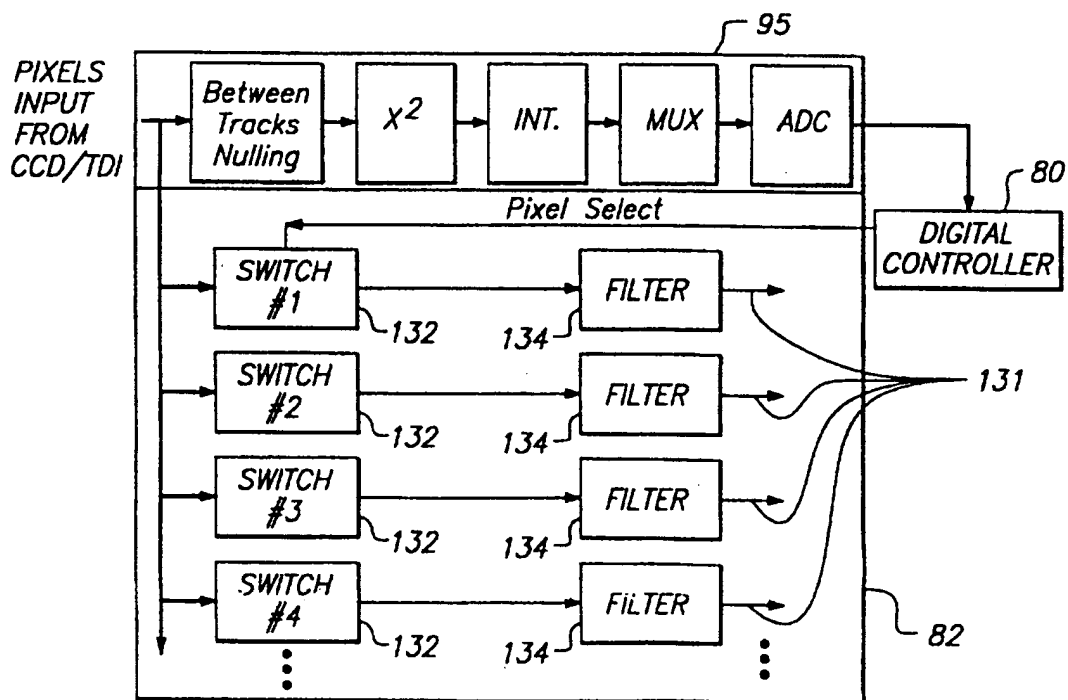 95
PIXELS
INPUT
FROM
CCD/TDI
Between
Tracks
Nulling
X²
INT.
MUX
ADC
80
Pixel Select
DIGITAL
CONTROLLER
SWITCH
#1
132
FILTER
134
131
SWITCH
#2
132
FILTER
134
SWITCH
#3
132
FILTER
134
SWITCH
#4
132
FILTER
134
82